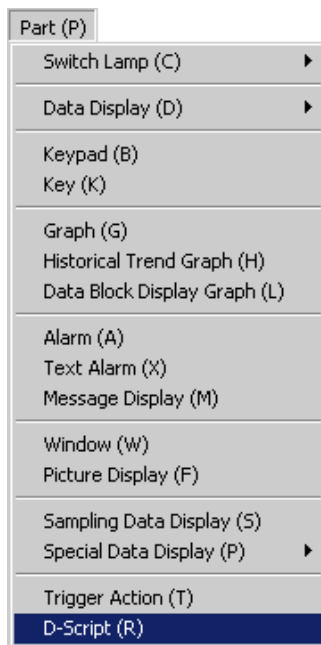 Part (P)
Switch Lamp (C)
Data Display (D)
Keypad (B)
Key (K)
Graph (G)
Historical Trend Graph (H)
Data Block Display Graph (L)
Alarm (A)
Text Alarm (X)
Message Display (M)
Window (W)
Picture Display (F)
Sampling Data Display (S)
Special Data Display (P)
Trigger Action (T)
D-Script (R)